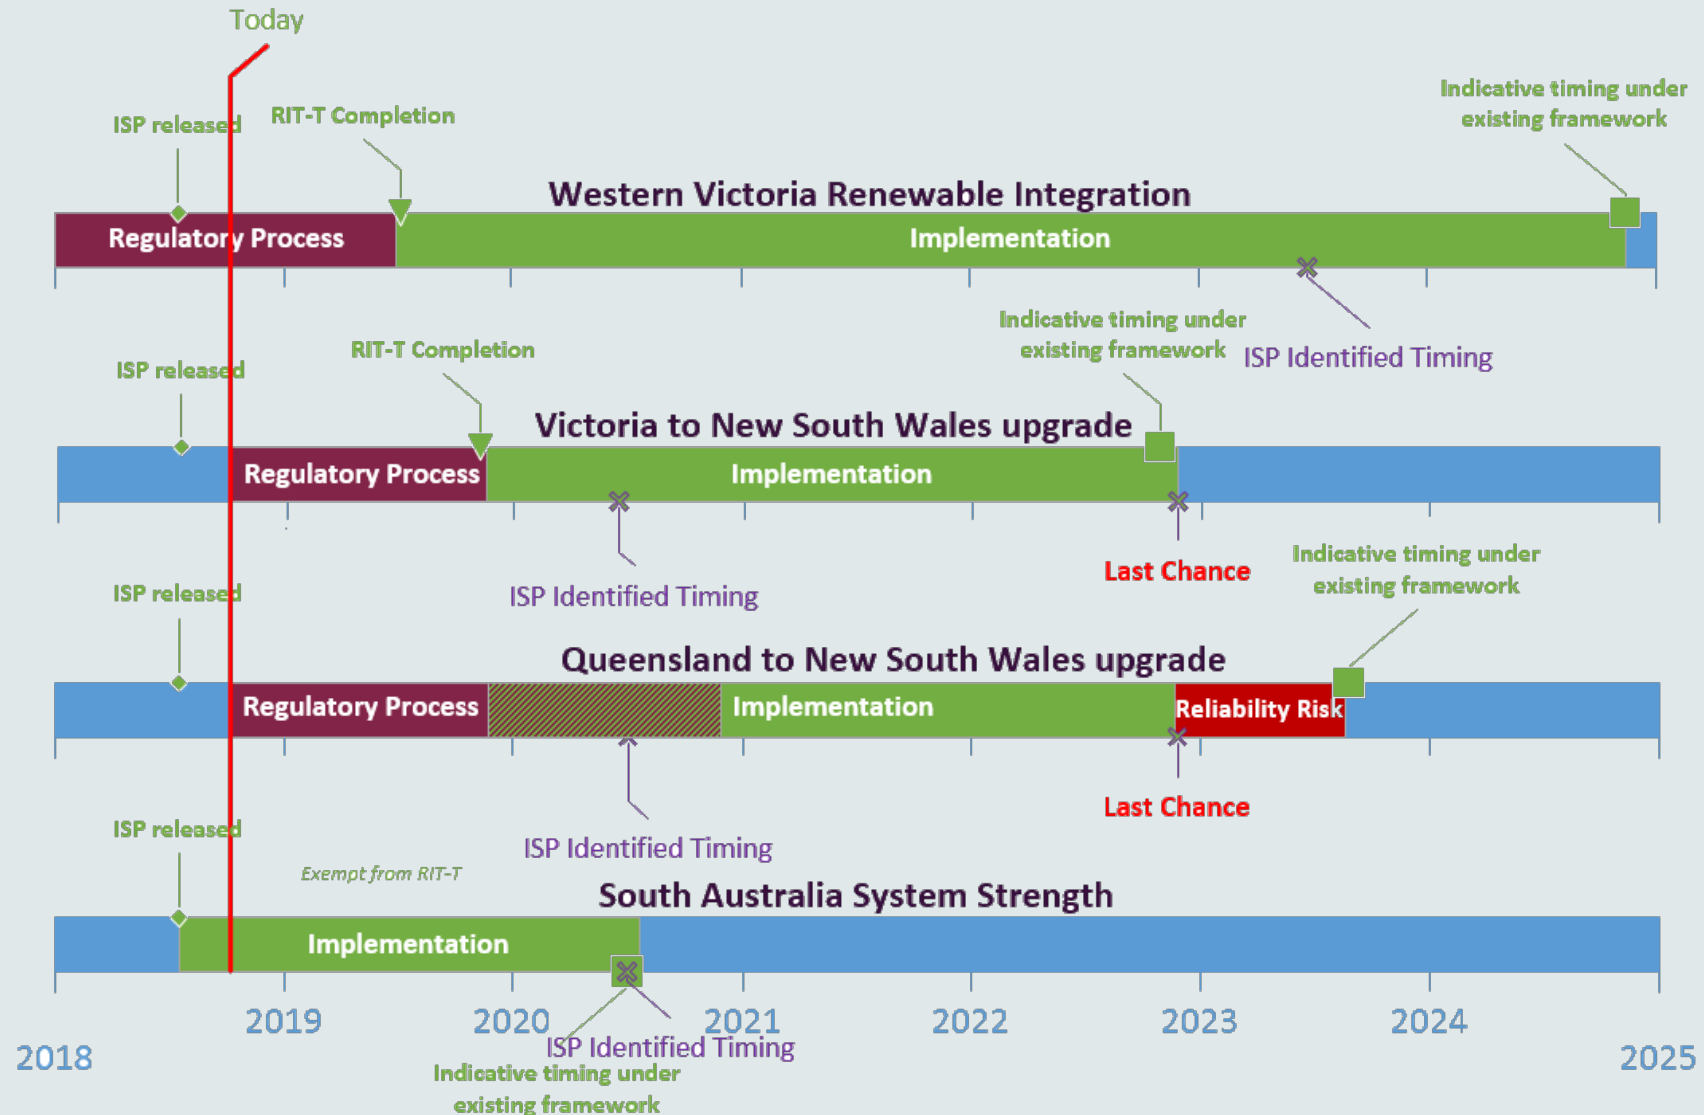 Today
ISP released
RIT-T Completion
Indicative timing under
existing framework
Western Victoria Renewable Integration
Regulatory Process
Implementation
ISP Identified Timing
ISP released
RIT-T Completion
Indicative timing under
existing framework
Victoria to New South Wales upgrade
Regulatory Process
Implementation
ISP Identified Timing
Last Chance
ISP released
Indicative timing under
existing framework
Queensland to New South Wales upgrade
Regulatory Process
Implementation
Reliability Risk
ISP Identified Timing
Last Chance
ISP released
Exempt from RIT-T
South Australia System Strength
Implementation
2018
2019
2020
2021
2022
2023
2024
2025
ISP Identified Timing
Indicative timing under
existing framework